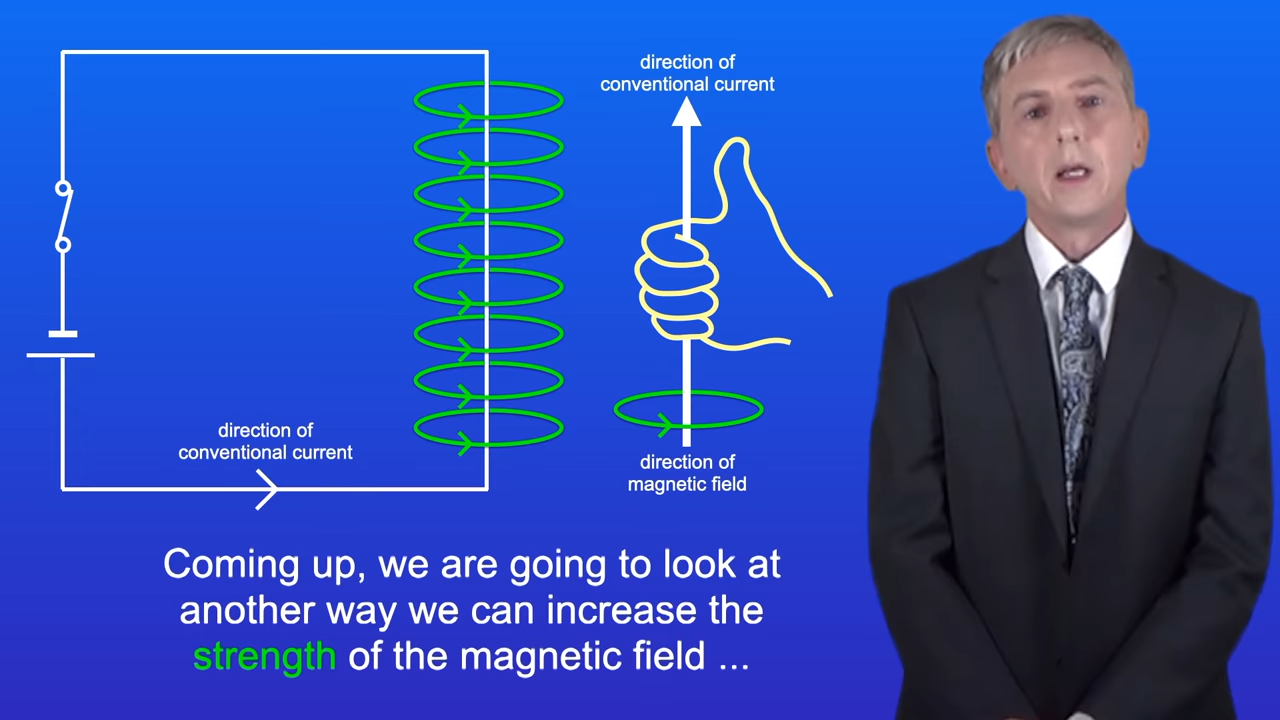 direction of
conventional current
direction of
conventional current
direction of
magnetic field
Coming up, we are going to look at
another way we can increase the
strength of the magnetic field ...